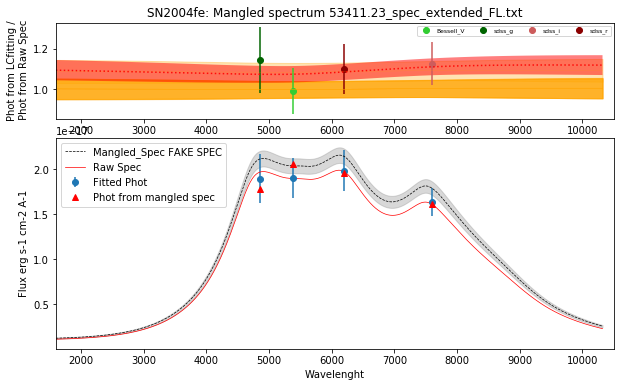 SN2004fe: Mangled spectrum 53411.23_spec_extended_FL.txt
Phot from LCfitting /
Phot from Raw Spec
1.2
1.0
Bessell_V
sdss_g
sdss_i
sdss_r
2000 3000 4000 5000 6000 7000 8000 9000 10000
1e−17
Flux erg s-1 cm-2 A-1
2.0
1.5
1.0
0.5
Mangled_Spec FAKE SPEC
Raw Spec
Fitted Phot
Phot from mangled spec
2000 3000 4000 5000 6000 7000 8000 9000 10000
Wavelenght